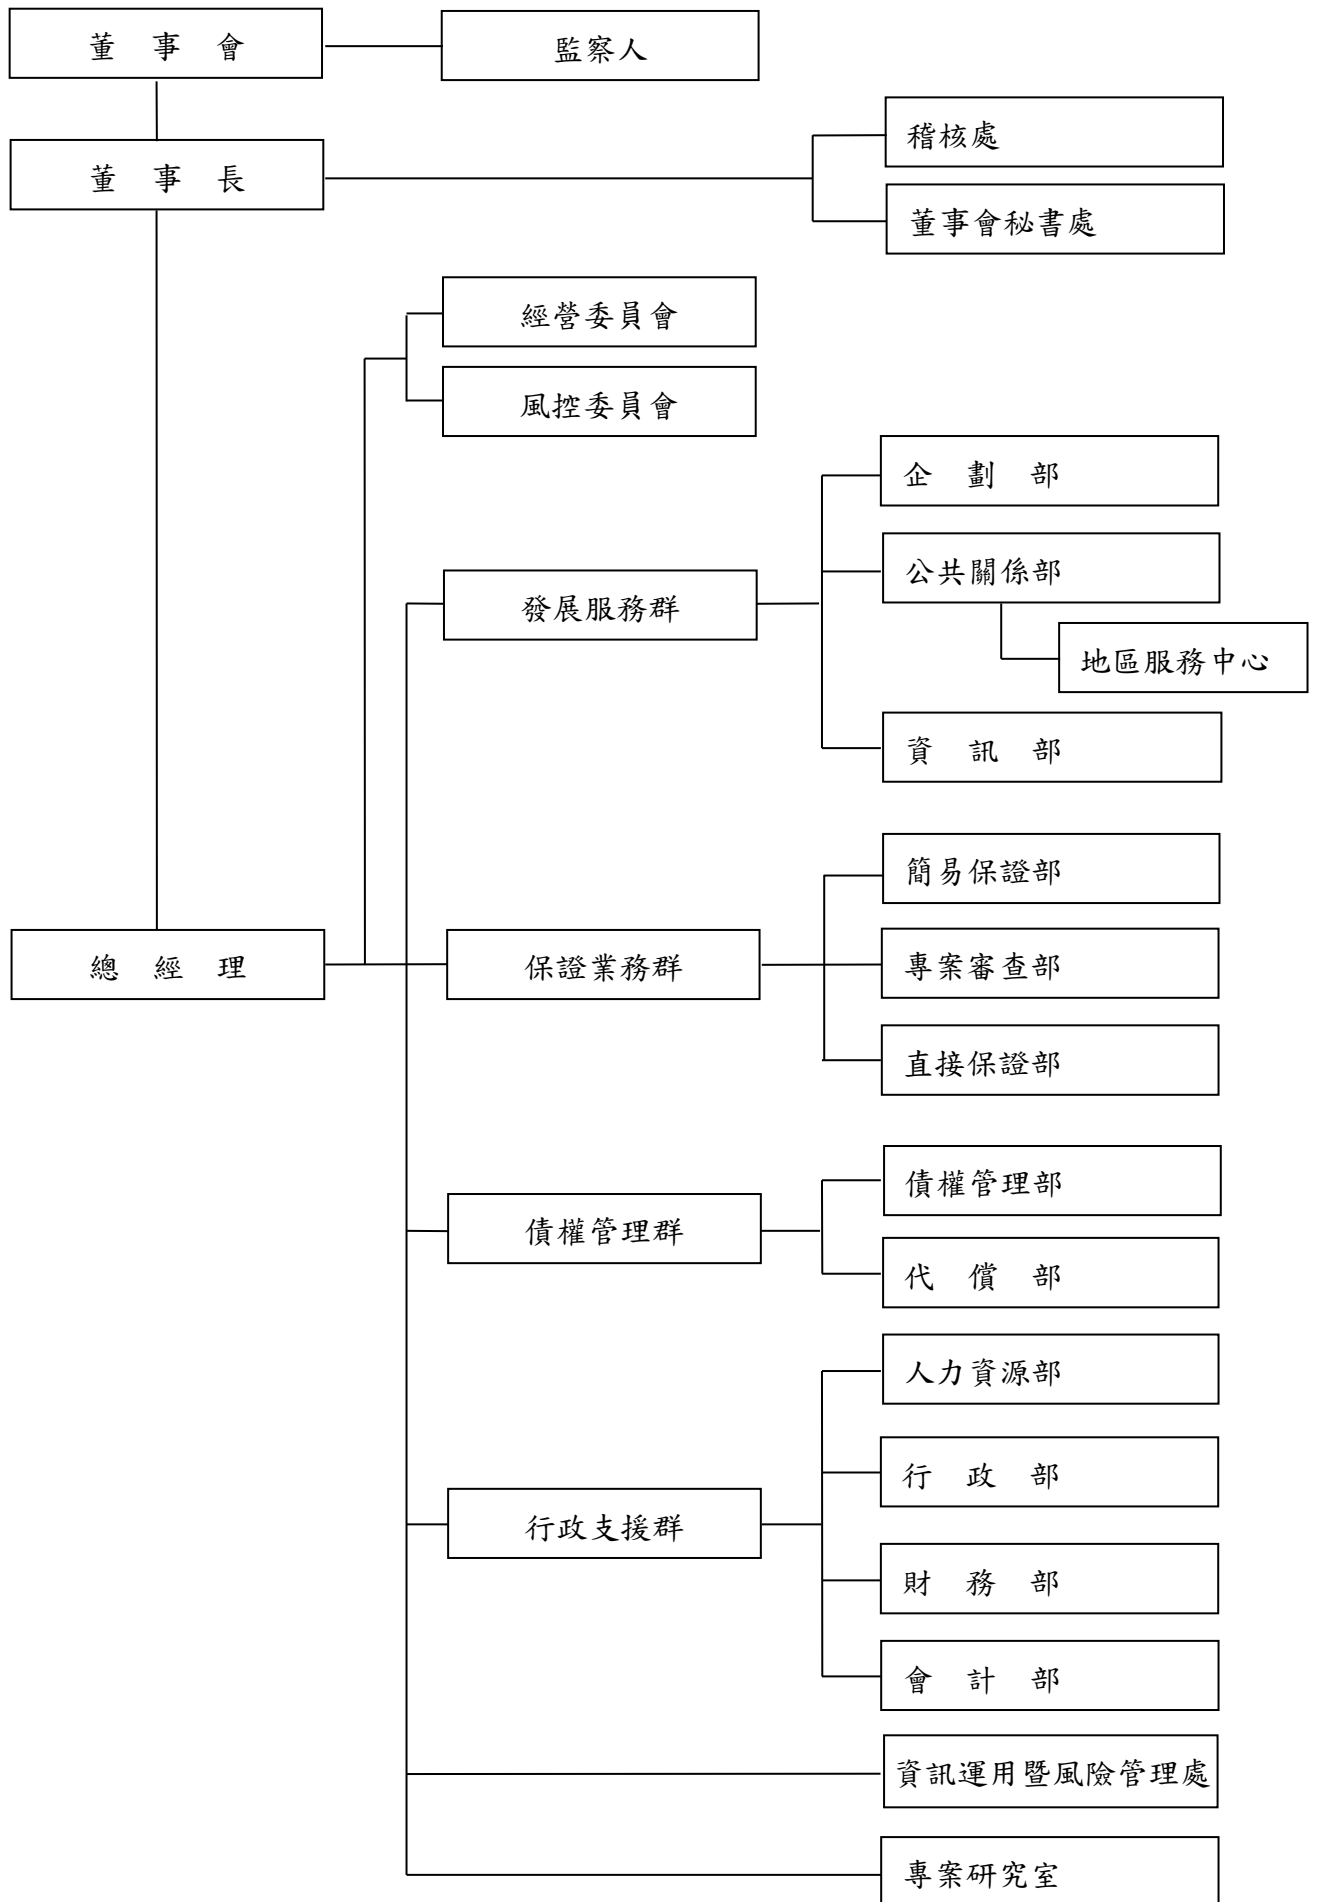 董 事 會
監察人
董 事 長
稽核處
董事會秘書處
經營委員會
風控委員會
企 劃 部
公共關係部
發展服務群
地區服務中心
資 訊 部
簡易保證部
總 經 理
保證業務群
專案審查部
直接保證部
債權管理部
債權管理群
代 償 部
人力資源部
行 政 部
行政支援群
財 務 部
會 計 部
資訊運用暨風險管理處
專案研究室